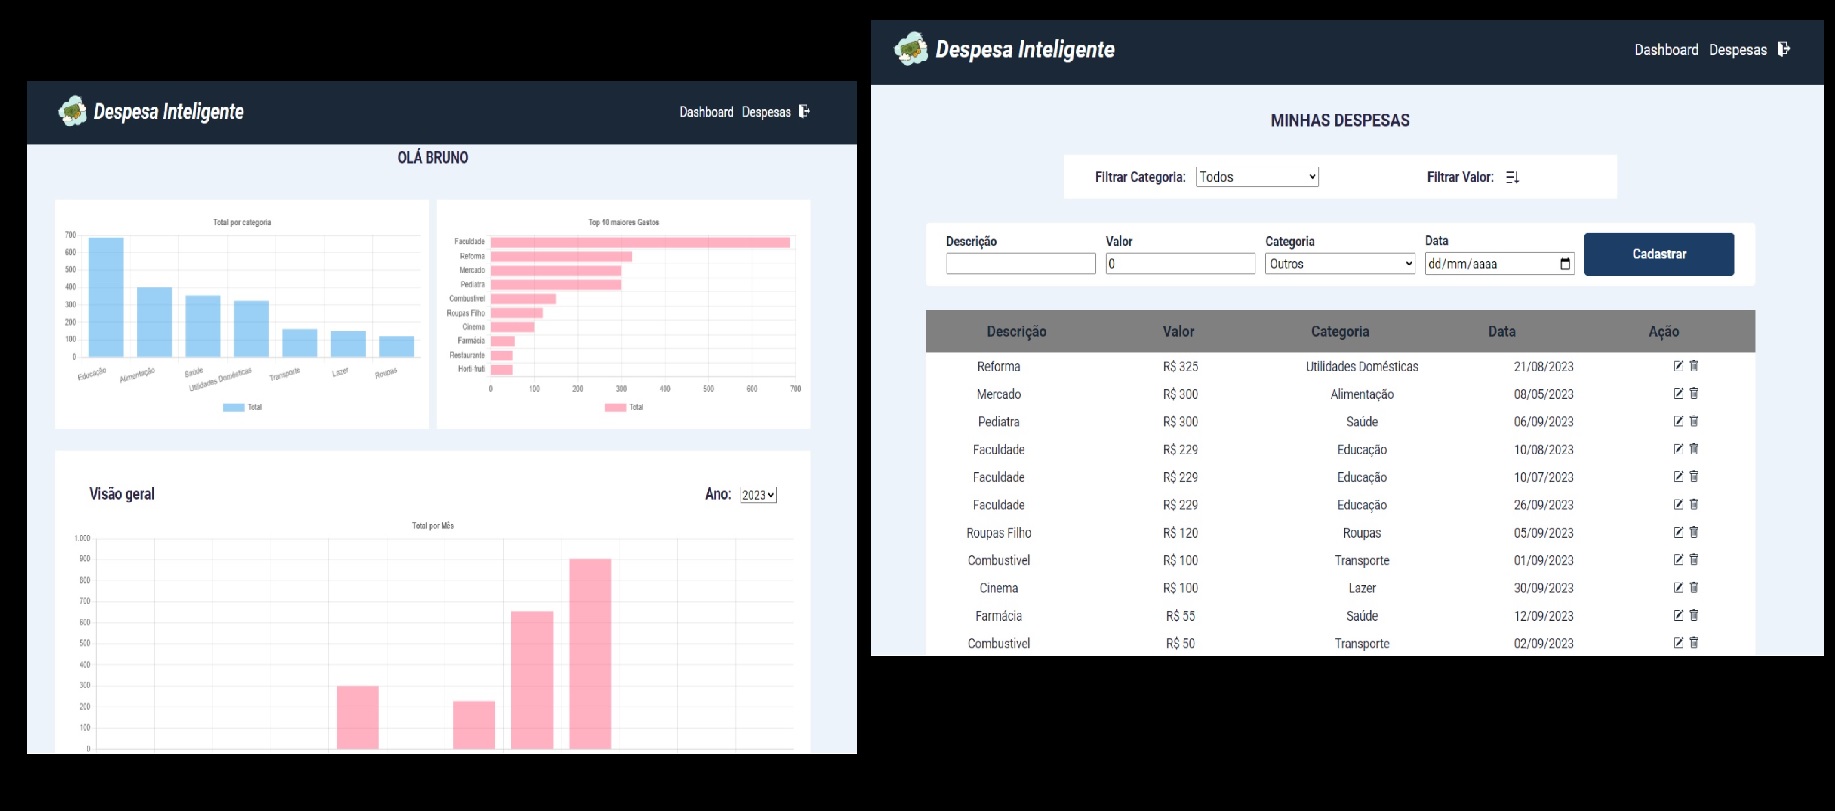 Despesa Inteligente
Dashboard Despesas
OLÁ BRUNO
Total por categoria
700
600
500
400
300
200
100
0
Educação Alimentação Saúde Utilidades Domésticas Transporte Lazer Roupas
Total
Top 10 maiores Gastos
Faculdade
Reforma
Mercado
Pediatra
Combustivel
Roupas Filho
Cinema
Farmácia
Restaurante
Horti-fruti
0 100 200 300 400 500 600 700
Total
Visão geral
Ano: 2023
Total por Mês
1.000
900
800
700
600
500
400
300
200
100
0
Despesa Inteligente
Dashboard Despesas
MINHAS DESPESAS
Filtrar Categoria: Todos Filtrar Valor:
Descrição Valor Categoria Data
0 Outros dd/mm/aaaa Cadastrar
Descrição Valor Categoria Data Ação
Reforma R$ 325 Utilidades Domésticas 21/08/2023
Mercado R$ 300 Alimentação 08/05/2023
Pediatra R$ 300 Saúde 06/09/2023
Faculdade R$ 229 Educação 10/08/2023
Faculdade R$ 229 Educação 10/07/2023
Faculdade R$ 229 Educação 26/09/2023
Roupas Filho R$ 120 Roupas 05/09/2023
Combustivel R$ 100 Transporte 01/09/2023
Cinema R$ 100 Lazer 30/09/2023
Farmácia R$ 55 Saúde 12/09/2023
Combustivel R$ 50 Transporte 02/09/2023